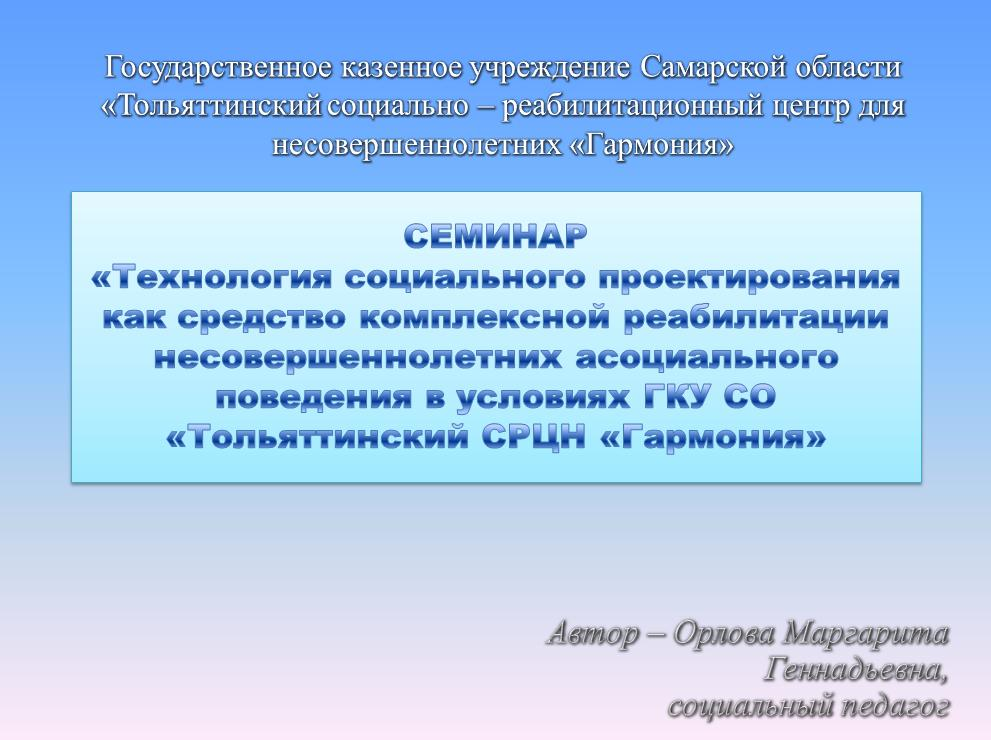 Государственное казенное учреждение Самарской области
«Тольяттинский социально – реабилитационный центр для
несовершеннолетних «Гармония»
СЕМИНАР
«Технология социального проектирования
как средство комплексной реабилитации
несовершеннолетних асоциального
поведения в условиях ГКУ СО
«Тольяттинский СРЦН «Гармония»
Автор – Орлова Маргарита
Геннадьевна,
социальный педагог